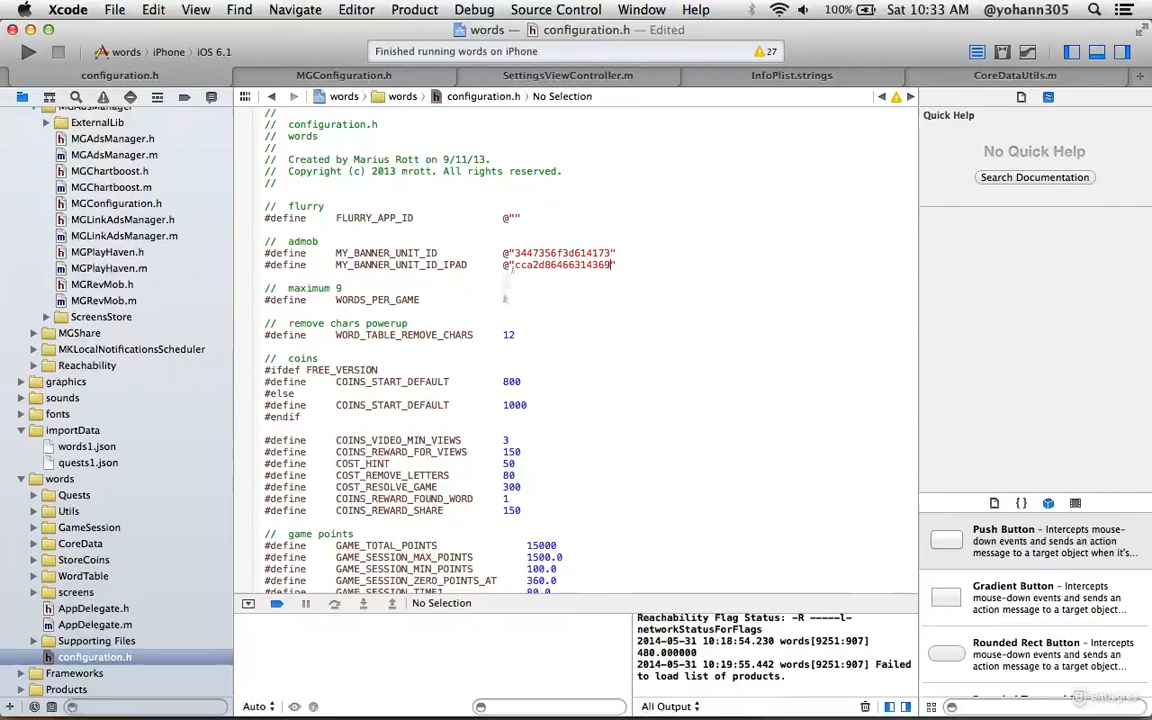 Xcode File Edit View Find Navigate Editor Product Debug Source Control Window Help 100% Sat 10:33 AM @yohann305
words — configuration.h — Edited
words iPhone iOS 6.1 Finished running words on iPhone 27
configuration.h MGConfiguration.h SettingsViewController.m InfoPlist.strings CoreDataUtils.m
words words configuration.h No Selection
MGAdsManager
ExternalLib
MGAdsManager.h
MGAdsManager.m
MGChartboost.h
MGChartboost.m
MGConfiguration.h
MGLinkAdsManager.h
MGLinkAdsManager.m
MGPlayHaven.h
MGPlayHaven.m
MGRevMob.h
MGRevMob.m
ScreensStore
MGShare
MKLocalNotificationsScheduler
Reachability
graphics
sounds
fonts
importData
words1.json
quests1.json
words
Quests
Utils
GameSession
CoreData
StoreCoins
WordTable
screens
AppDelegate.h
AppDelegate.m
Supporting Files
configuration.h
Frameworks
Products
//
// configuration.h
// words
//
// Created by Marius Rott on 9/11/13.
// Copyright (c) 2013 mrott. All rights reserved.
//
// flurry
#define FLURRY_APP_ID @""
// admob
#define MY_BANNER_UNIT_ID @"3447356f3d614173"
#define MY_BANNER_UNIT_ID_IPAD @"cca2d86466314369"
// maximum 9
#define WORDS_PER_GAME
// remove chars powerup
#define WORD_TABLE_REMOVE_CHARS 12
// coins
#ifdef FREE_VERSION
#define COINS_START_DEFAULT 800
#else
#define COINS_START_DEFAULT 1000
#endif
#define COINS_VIDEO_MIN_VIEWS 3
#define COINS_REWARD_FOR_VIEWS 150
#define COST_HINT 50
#define COST_REMOVE_LETTERS 80
#define COST_RESOLVE_GAME 300
#define COINS_REWARD_FOUND_WORD 1
#define COINS_REWARD_SHARE 150
// game points
#define GAME_TOTAL_POINTS 15000
#define GAME_SESSION_MAX_POINTS 1500.0
#define GAME_SESSION_MIN_POINTS 100.0
#define GAME_SESSION_ZERO_POINTS_AT 360.0
#define GAME_SESSION_TIME1 80.0
No Selection
Reachability Flag Status: -R -----l-
networkStatusForFlags
2014-05-31 10:18:54.230 words[9251:907]
480.000000
2014-05-31 10:19:55.442 words[9251:907] Failed
to load list of products.
Auto
All Output
Quick Help
No Quick Help
Search Documentation
{ }
Push Button - Intercepts mouse-
down events and sends an
action message to a target object when it's...
Gradient Button - Intercepts
mouse-down events and sends an
action message to a target object...
Rounded Rect Button - Intercepts
mouse-down events and sends an
action message to a target object...
BitDegree